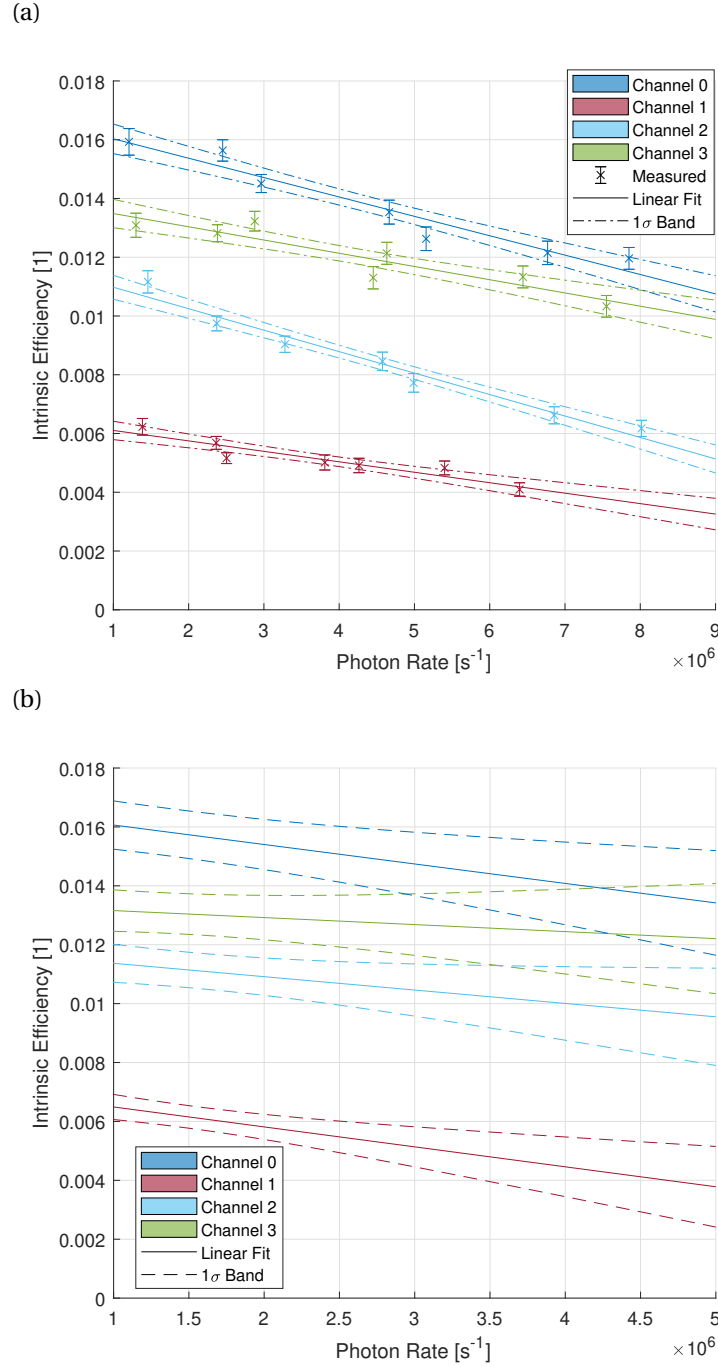 (a)
0.018
0.016
0.014
0.012
0.01
0.008
0.006
0.004
0.002
0
Intrinsic Efficiency [1]
Channel 0
Channel 1
Channel 2
Channel 3
Measured
Linear Fit
1σ Band
1 2 3 4 5 6 7 8 9
Photon Rate [s⁻¹]
×10⁶
(b)
0.018
0.016
0.014
0.012
0.01
0.008
0.006
0.004
0.002
0
Intrinsic Efficiency [1]
Channel 0
Channel 1
Channel 2
Channel 3
Linear Fit
1σ Band
1 1.5 2 2.5 3 3.5 4 4.5 5
Photon Rate [s⁻¹]
×10⁶